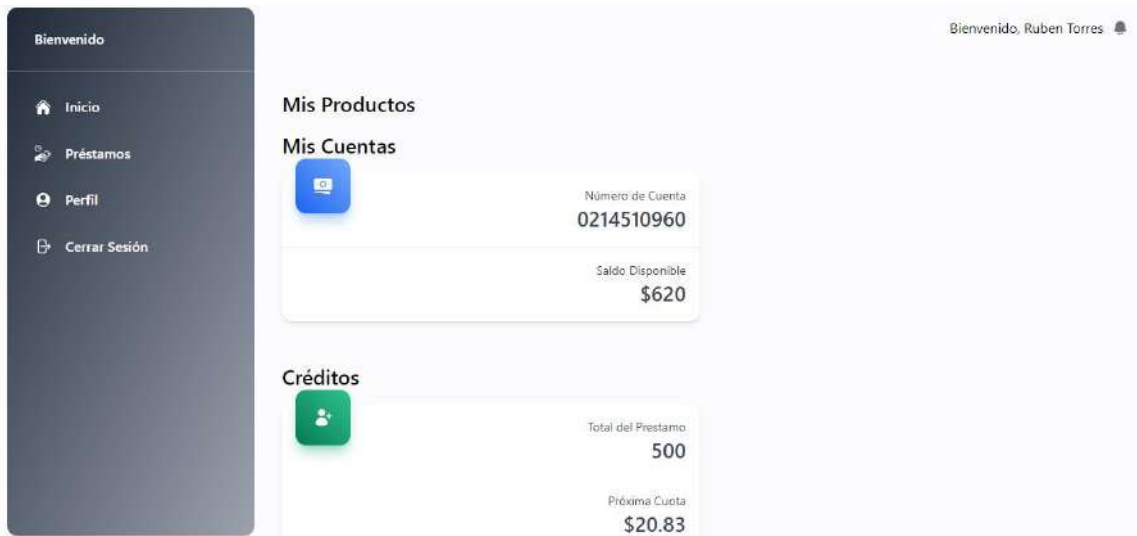 Bienvenido
Inicio
Préstamos
Perfil
Cerrar Sesión
Bienvenido, Ruben Torres
Mis Productos
Mis Cuentas
Número de Cuenta
0214510960
Saldo Disponible
$620
Créditos
Total del Prestamo
500
Próxima Cuota
$20.83